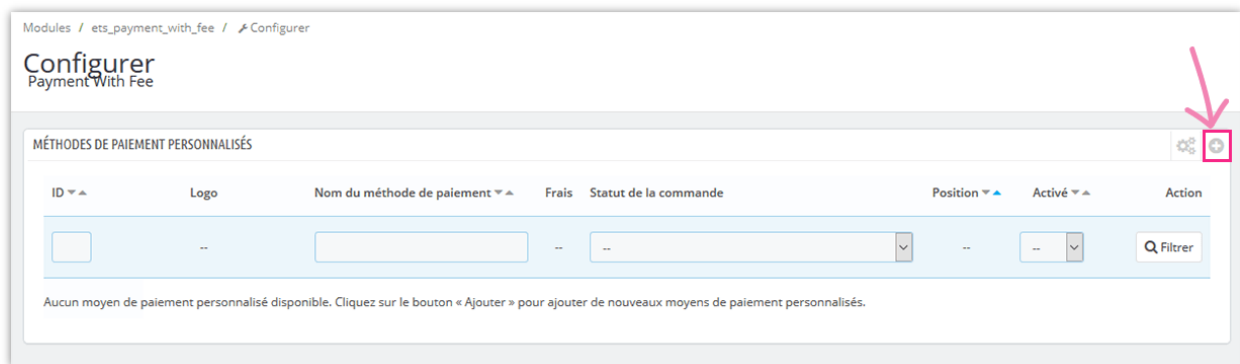 Modules / ets_payment_with_fee / Configurer
Configurer
Payment With Fee
MÉTHODES DE PAIEMENT PERSONNALISÉS
ID Logo Nom du méthode de paiement Frais Statut de la commande Position Activé Action
-- -- -- -- -- Filtrer
Aucun moyen de paiement personnalisé disponible. Cliquez sur le bouton « Ajouter » pour ajouter de nouveaux moyens de paiement personnalisés.